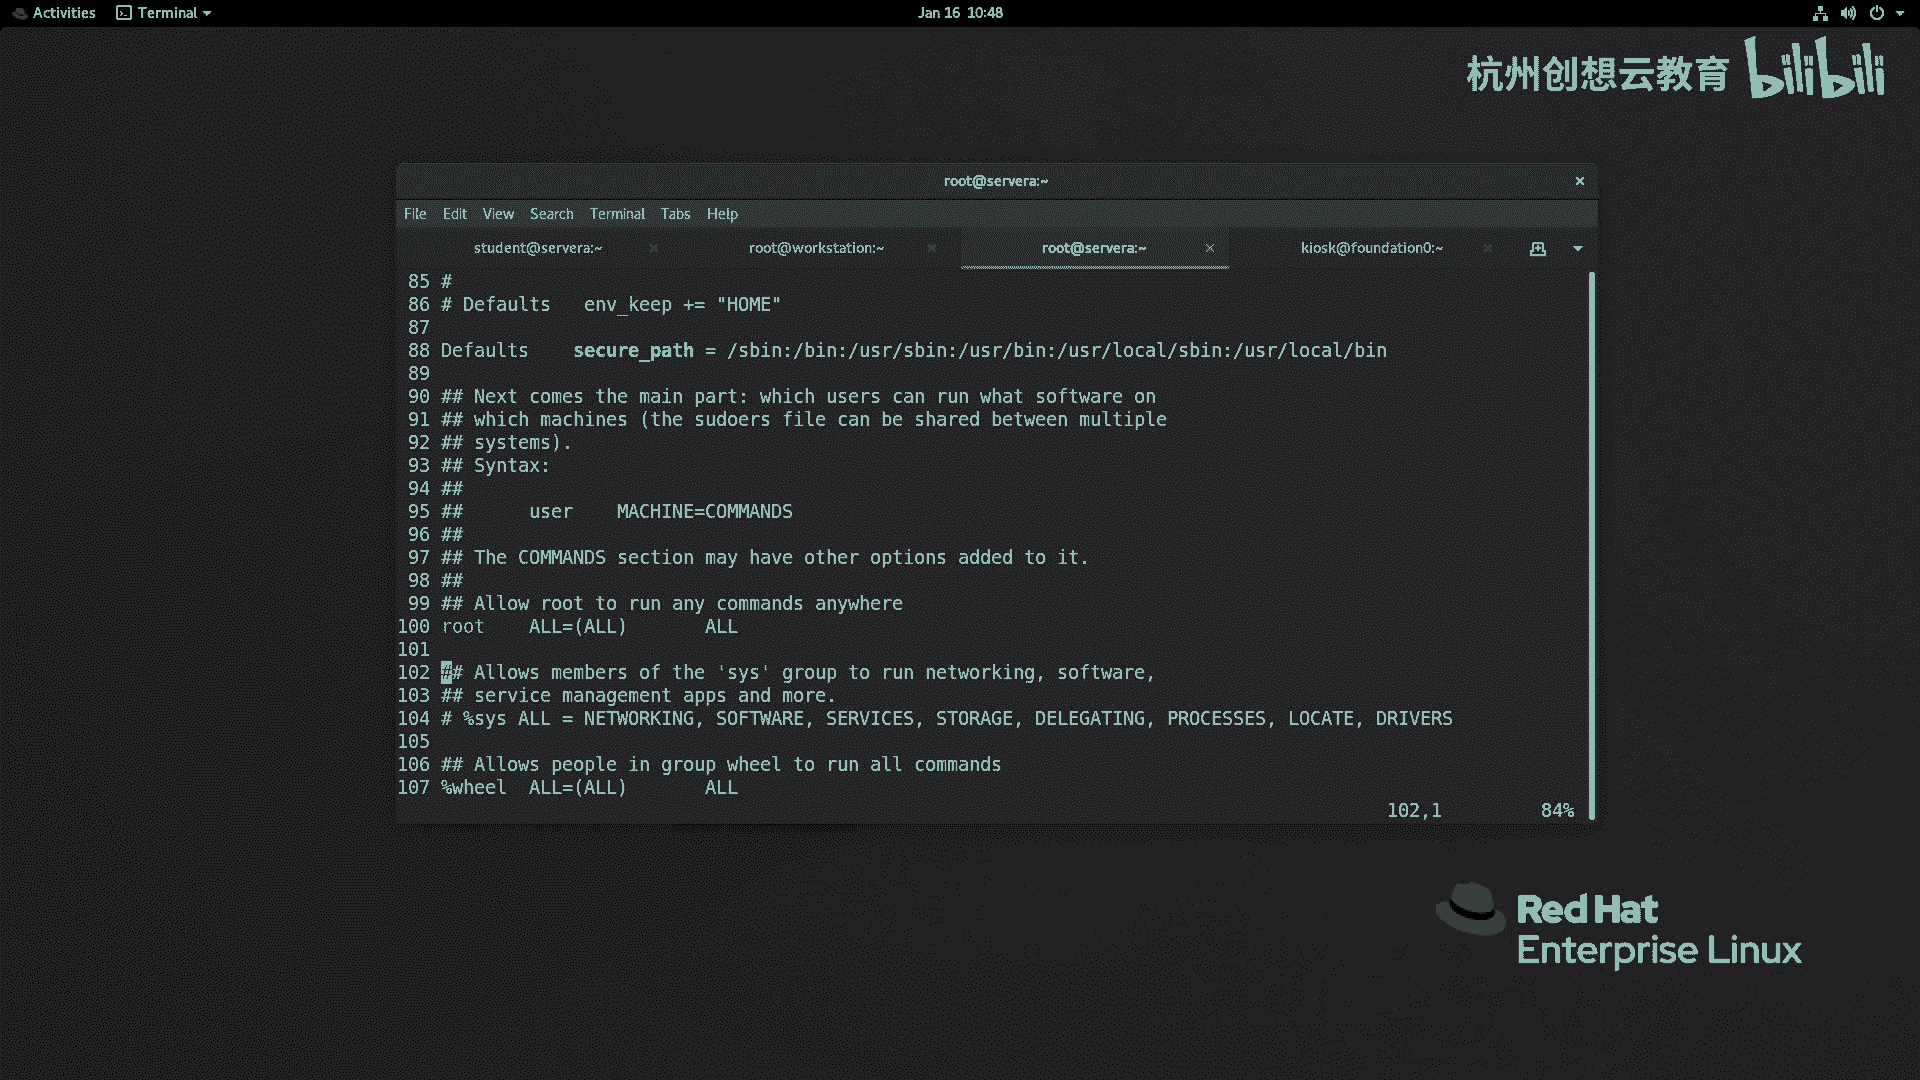 Activities Terminal Jan 16 10:48
杭州创想云教育 bilibili
root@servera:~
File Edit View Search Terminal Tabs Help
student@servera:~ root@workstation:~ root@servera:~ kiosk@foundation0:~
85 #
86 # Defaults   env_keep += "HOME"
87
88 Defaults    secure_path = /sbin:/bin:/usr/sbin:/usr/bin:/usr/local/sbin:/usr/local/bin
89
90 ## Next comes the main part: which users can run what software on
91 ## which machines (the sudoers file can be shared between multiple
92 ## systems).
93 ## Syntax:
94 ##
95 ##      user    MACHINE=COMMANDS
96 ##
97 ## The COMMANDS section may have other options added to it.
98 ##
99 ## Allow root to run any commands anywhere
100 root    ALL=(ALL)       ALL
101
102 ## Allows members of the 'sys' group to run networking, software,
103 ## service management apps and more.
104 # %sys ALL = NETWORKING, SOFTWARE, SERVICES, STORAGE, DELEGATING, PROCESSES, LOCATE, DRIVERS
105
106 ## Allows people in group wheel to run all commands
107 %wheel  ALL=(ALL)       ALL
102,1 84%
Red Hat
Enterprise Linux